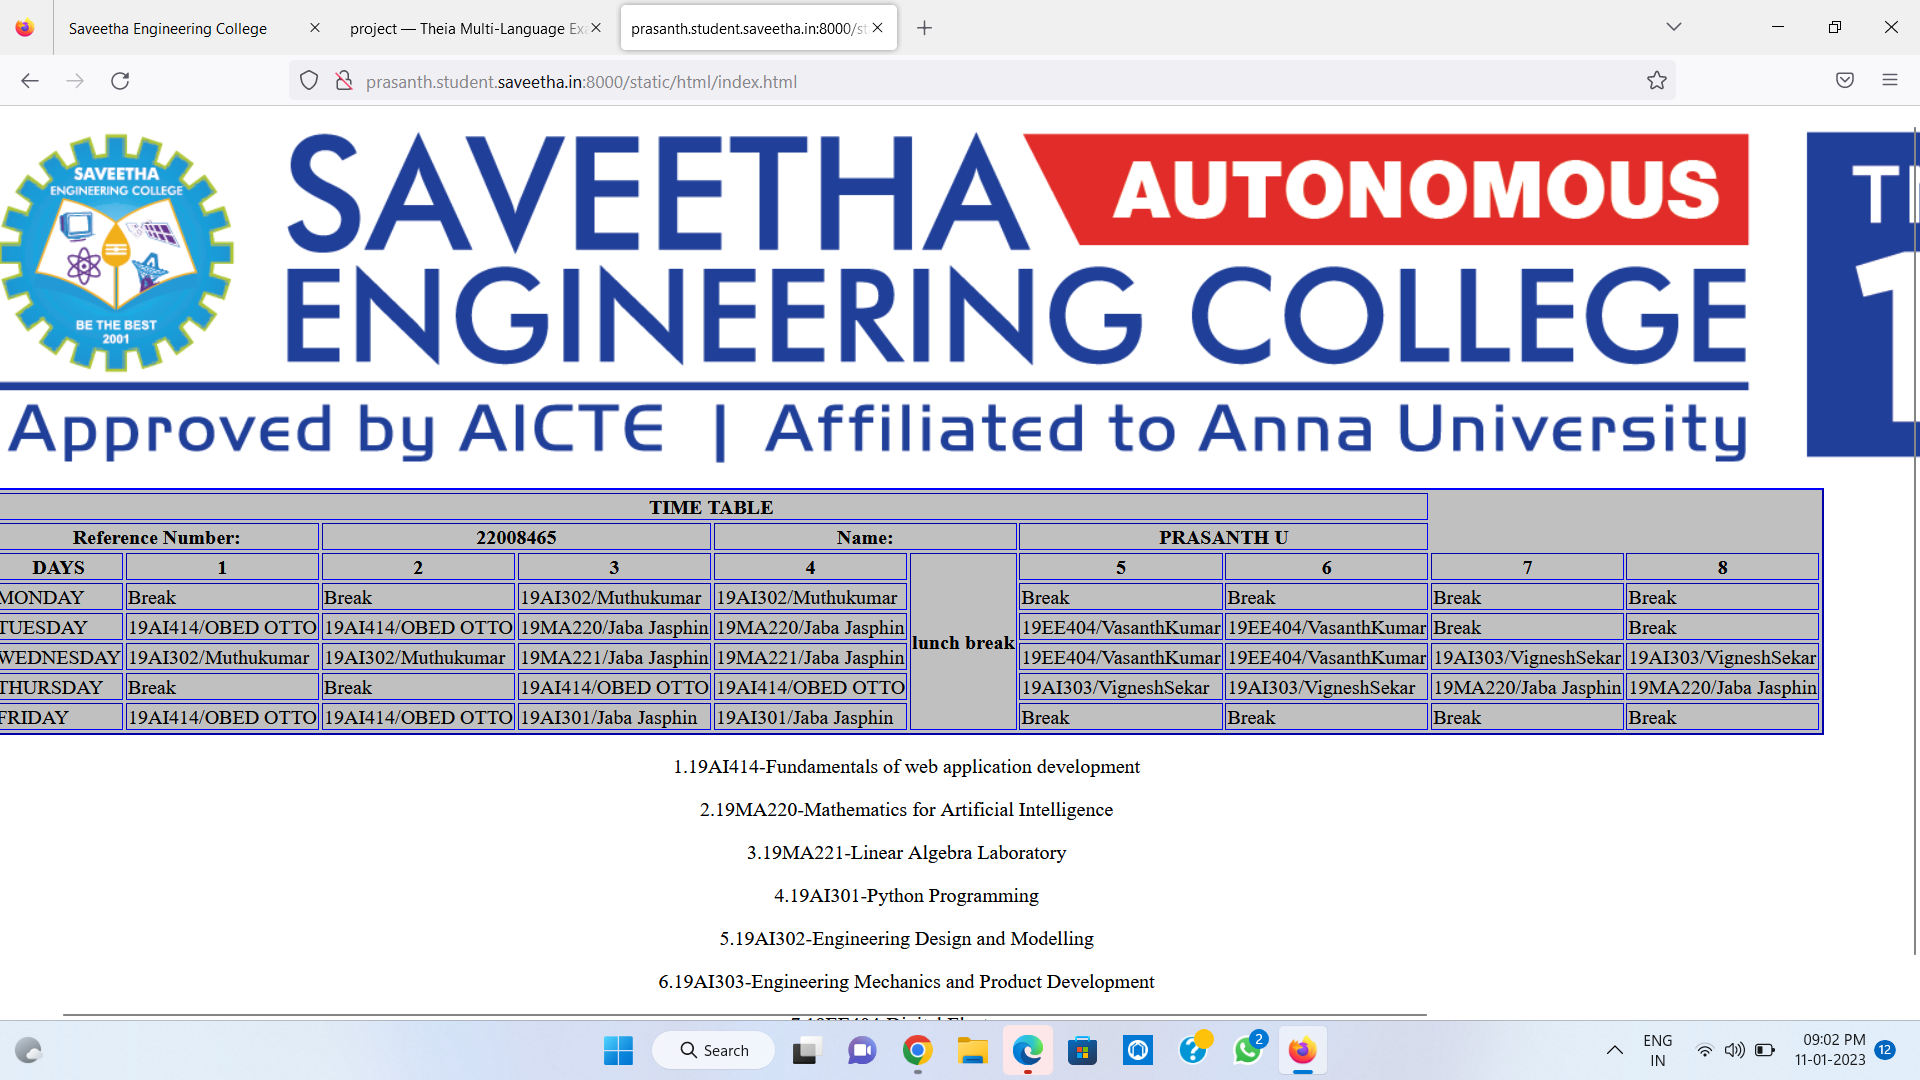 Saveetha Engineering College
project — Theia Multi-Language Exa
prasanth.student.saveetha.in:8000/st
prasanth.student.saveetha.in:8000/static/html/index.html
SAVEETHA
ENGINEERING COLLEGE
BE THE BEST
2001
SAVEETHA AUTONOMOUS
ENGINEERING COLLEGE
Approved by AICTE | Affiliated to Anna University
TIME TABLE
Reference Number: 22008465 Name: PRASANTH U
DAYS 1 2 3 4 lunch break 5 6 7 8
MONDAY Break Break 19AI302/Muthukumar 19AI302/Muthukumar Break Break Break Break
TUESDAY 19AI414/OBED OTTO 19AI414/OBED OTTO 19MA220/Jaba Jasphin 19MA220/Jaba Jasphin 19EE404/VasanthKumar 19EE404/VasanthKumar Break Break
WEDNESDAY 19AI302/Muthukumar 19AI302/Muthukumar 19MA221/Jaba Jasphin 19MA221/Jaba Jasphin 19EE404/VasanthKumar 19EE404/VasanthKumar 19AI303/VigneshSekar 19AI303/VigneshSekar
THURSDAY Break Break 19AI414/OBED OTTO 19AI414/OBED OTTO 19AI303/VigneshSekar 19AI303/VigneshSekar 19MA220/Jaba Jasphin 19MA220/Jaba Jasphin
FRIDAY 19AI414/OBED OTTO 19AI414/OBED OTTO 19AI301/Jaba Jasphin 19AI301/Jaba Jasphin Break Break Break Break
1.19AI414-Fundamentals of web application development
2.19MA220-Mathematics for Artificial Intelligence
3.19MA221-Linear Algebra Laboratory
4.19AI301-Python Programming
5.19AI302-Engineering Design and Modelling
6.19AI303-Engineering Mechanics and Product Development
Search
2
ENG
IN
09:02 PM
11-01-2023
12